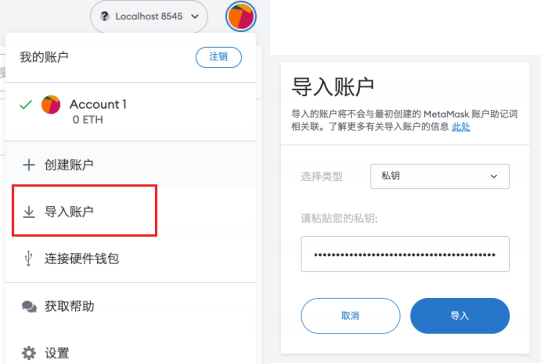 Localhost 8545
我的账户
注销
Account 1
0 ETH
创建账户
导入账户
连接硬件钱包
获取帮助
设置
导入账户
导入的账户将不会与最初创建的 MetaMask 账户助记词
相关联。了解更多有关导入账户的信息 此处
选择类型
私钥
请粘贴您的私钥:
取消
导入